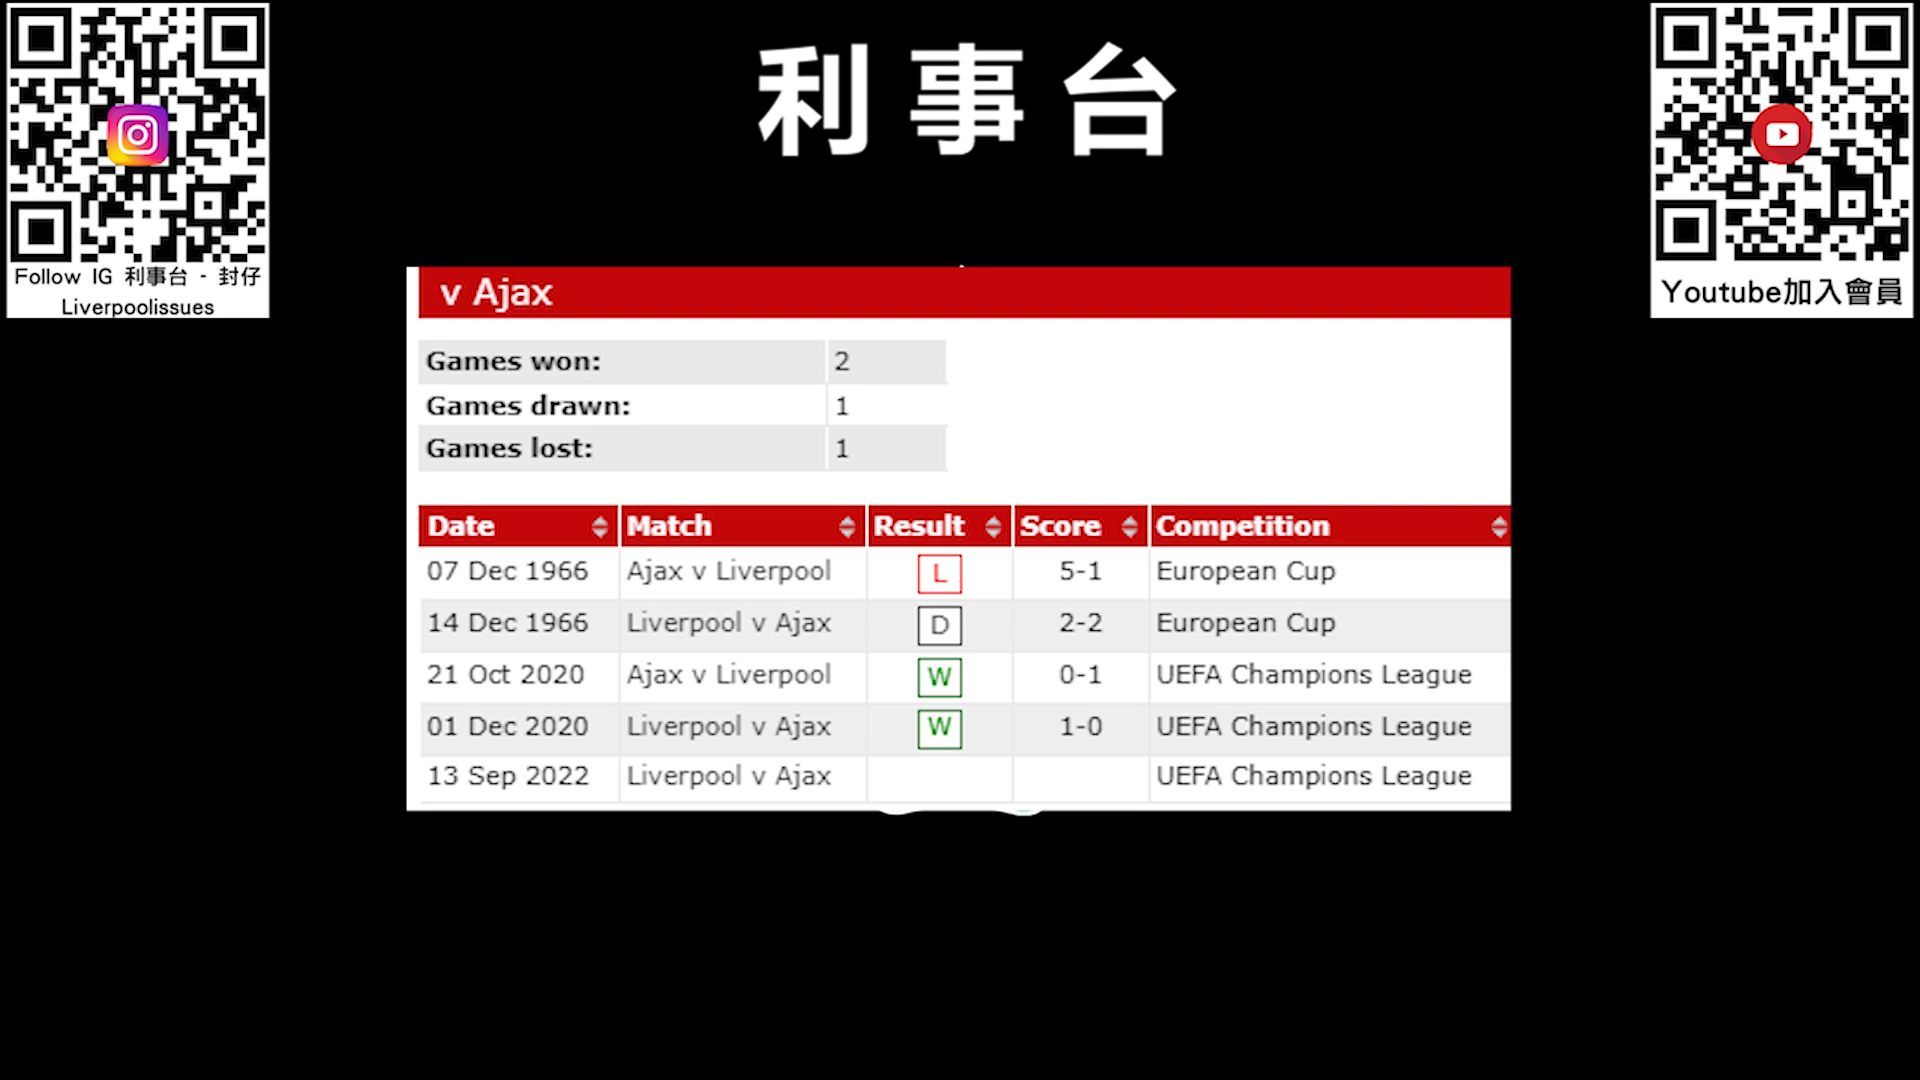 利事台
Follow IG 利事台 - 封仔
Liverpoolissues
Youtube加入會員
v Ajax
Games won: 2
Games drawn: 1
Games lost: 1
Date Match Result Score Competition
07 Dec 1966 Ajax v Liverpool L 5-1 European Cup
14 Dec 1966 Liverpool v Ajax D 2-2 European Cup
21 Oct 2020 Ajax v Liverpool W 0-1 UEFA Champions League
01 Dec 2020 Liverpool v Ajax W 1-0 UEFA Champions League
13 Sep 2022 Liverpool v Ajax UEFA Champions League